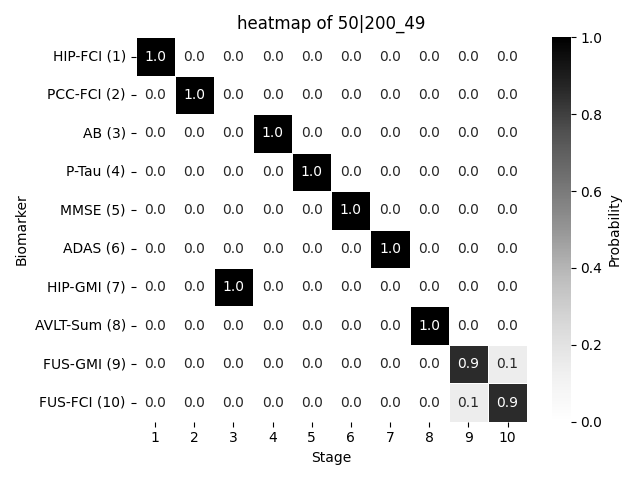 heatmap of 50|200_49
HIP-FCI (1) 1.0 0.0 0.0 0.0 0.0 0.0 0.0 0.0 0.0 0.0
PCC-FCI (2) 0.0 1.0 0.0 0.0 0.0 0.0 0.0 0.0 0.0 0.0
AB (3) 0.0 0.0 0.0 1.0 0.0 0.0 0.0 0.0 0.0 0.0
P-Tau (4) 0.0 0.0 0.0 0.0 1.0 0.0 0.0 0.0 0.0 0.0
MMSE (5) 0.0 0.0 0.0 0.0 0.0 1.0 0.0 0.0 0.0 0.0
ADAS (6) 0.0 0.0 0.0 0.0 0.0 0.0 1.0 0.0 0.0 0.0
HIP-GMI (7) 0.0 0.0 1.0 0.0 0.0 0.0 0.0 0.0 0.0 0.0
AVLT-Sum (8) 0.0 0.0 0.0 0.0 0.0 0.0 0.0 1.0 0.0 0.0
FUS-GMI (9) 0.0 0.0 0.0 0.0 0.0 0.0 0.0 0.0 0.9 0.1
FUS-FCI (10) 0.0 0.0 0.0 0.0 0.0 0.0 0.0 0.0 0.1 0.9
1 2 3 4 5 6 7 8 9 10
Stage
Biomarker
1.0
0.8
0.6
0.4
0.2
0.0
Probability